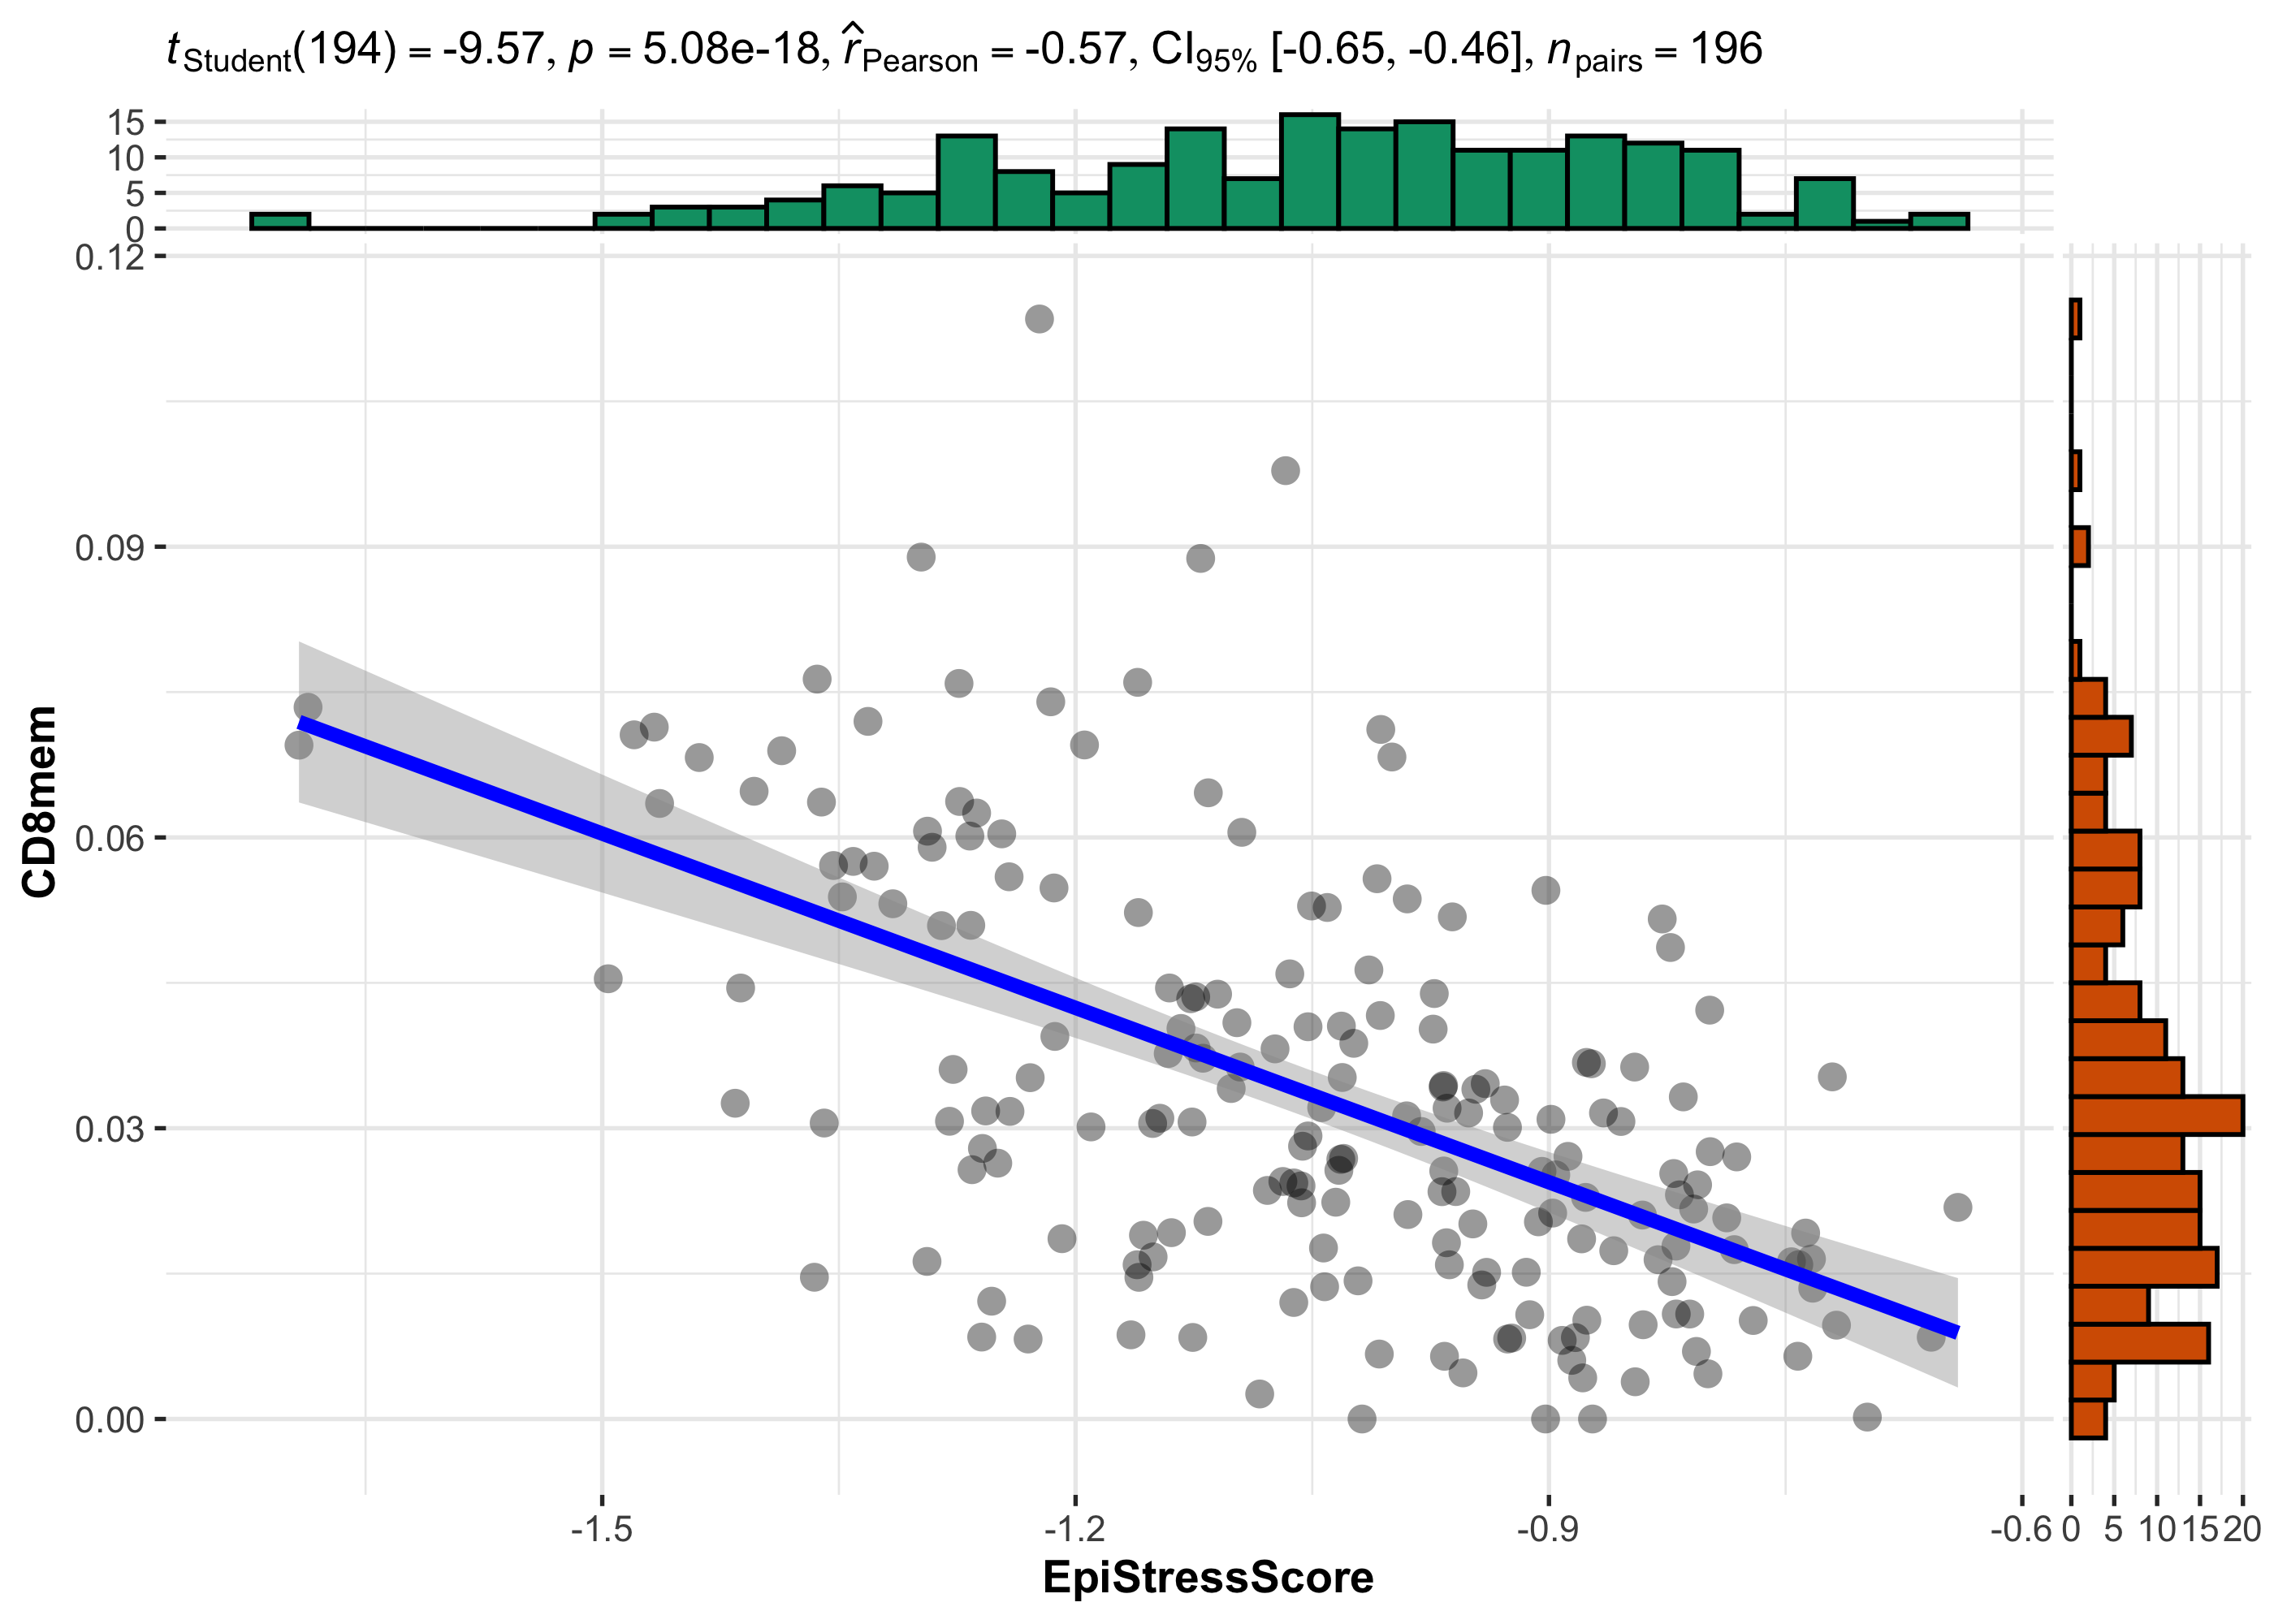 tStudent(194) = -9.57, p = 5.08e-18, r̂Pearson = -0.57, CI95% [-0.65, -0.46], npairs = 196
15
10
5
0
0.12
0.09
0.06
0.03
0.00
CD8mem
-1.5 -1.2 -0.9 -0.6 0 5 10 15 20
EpiStressScore